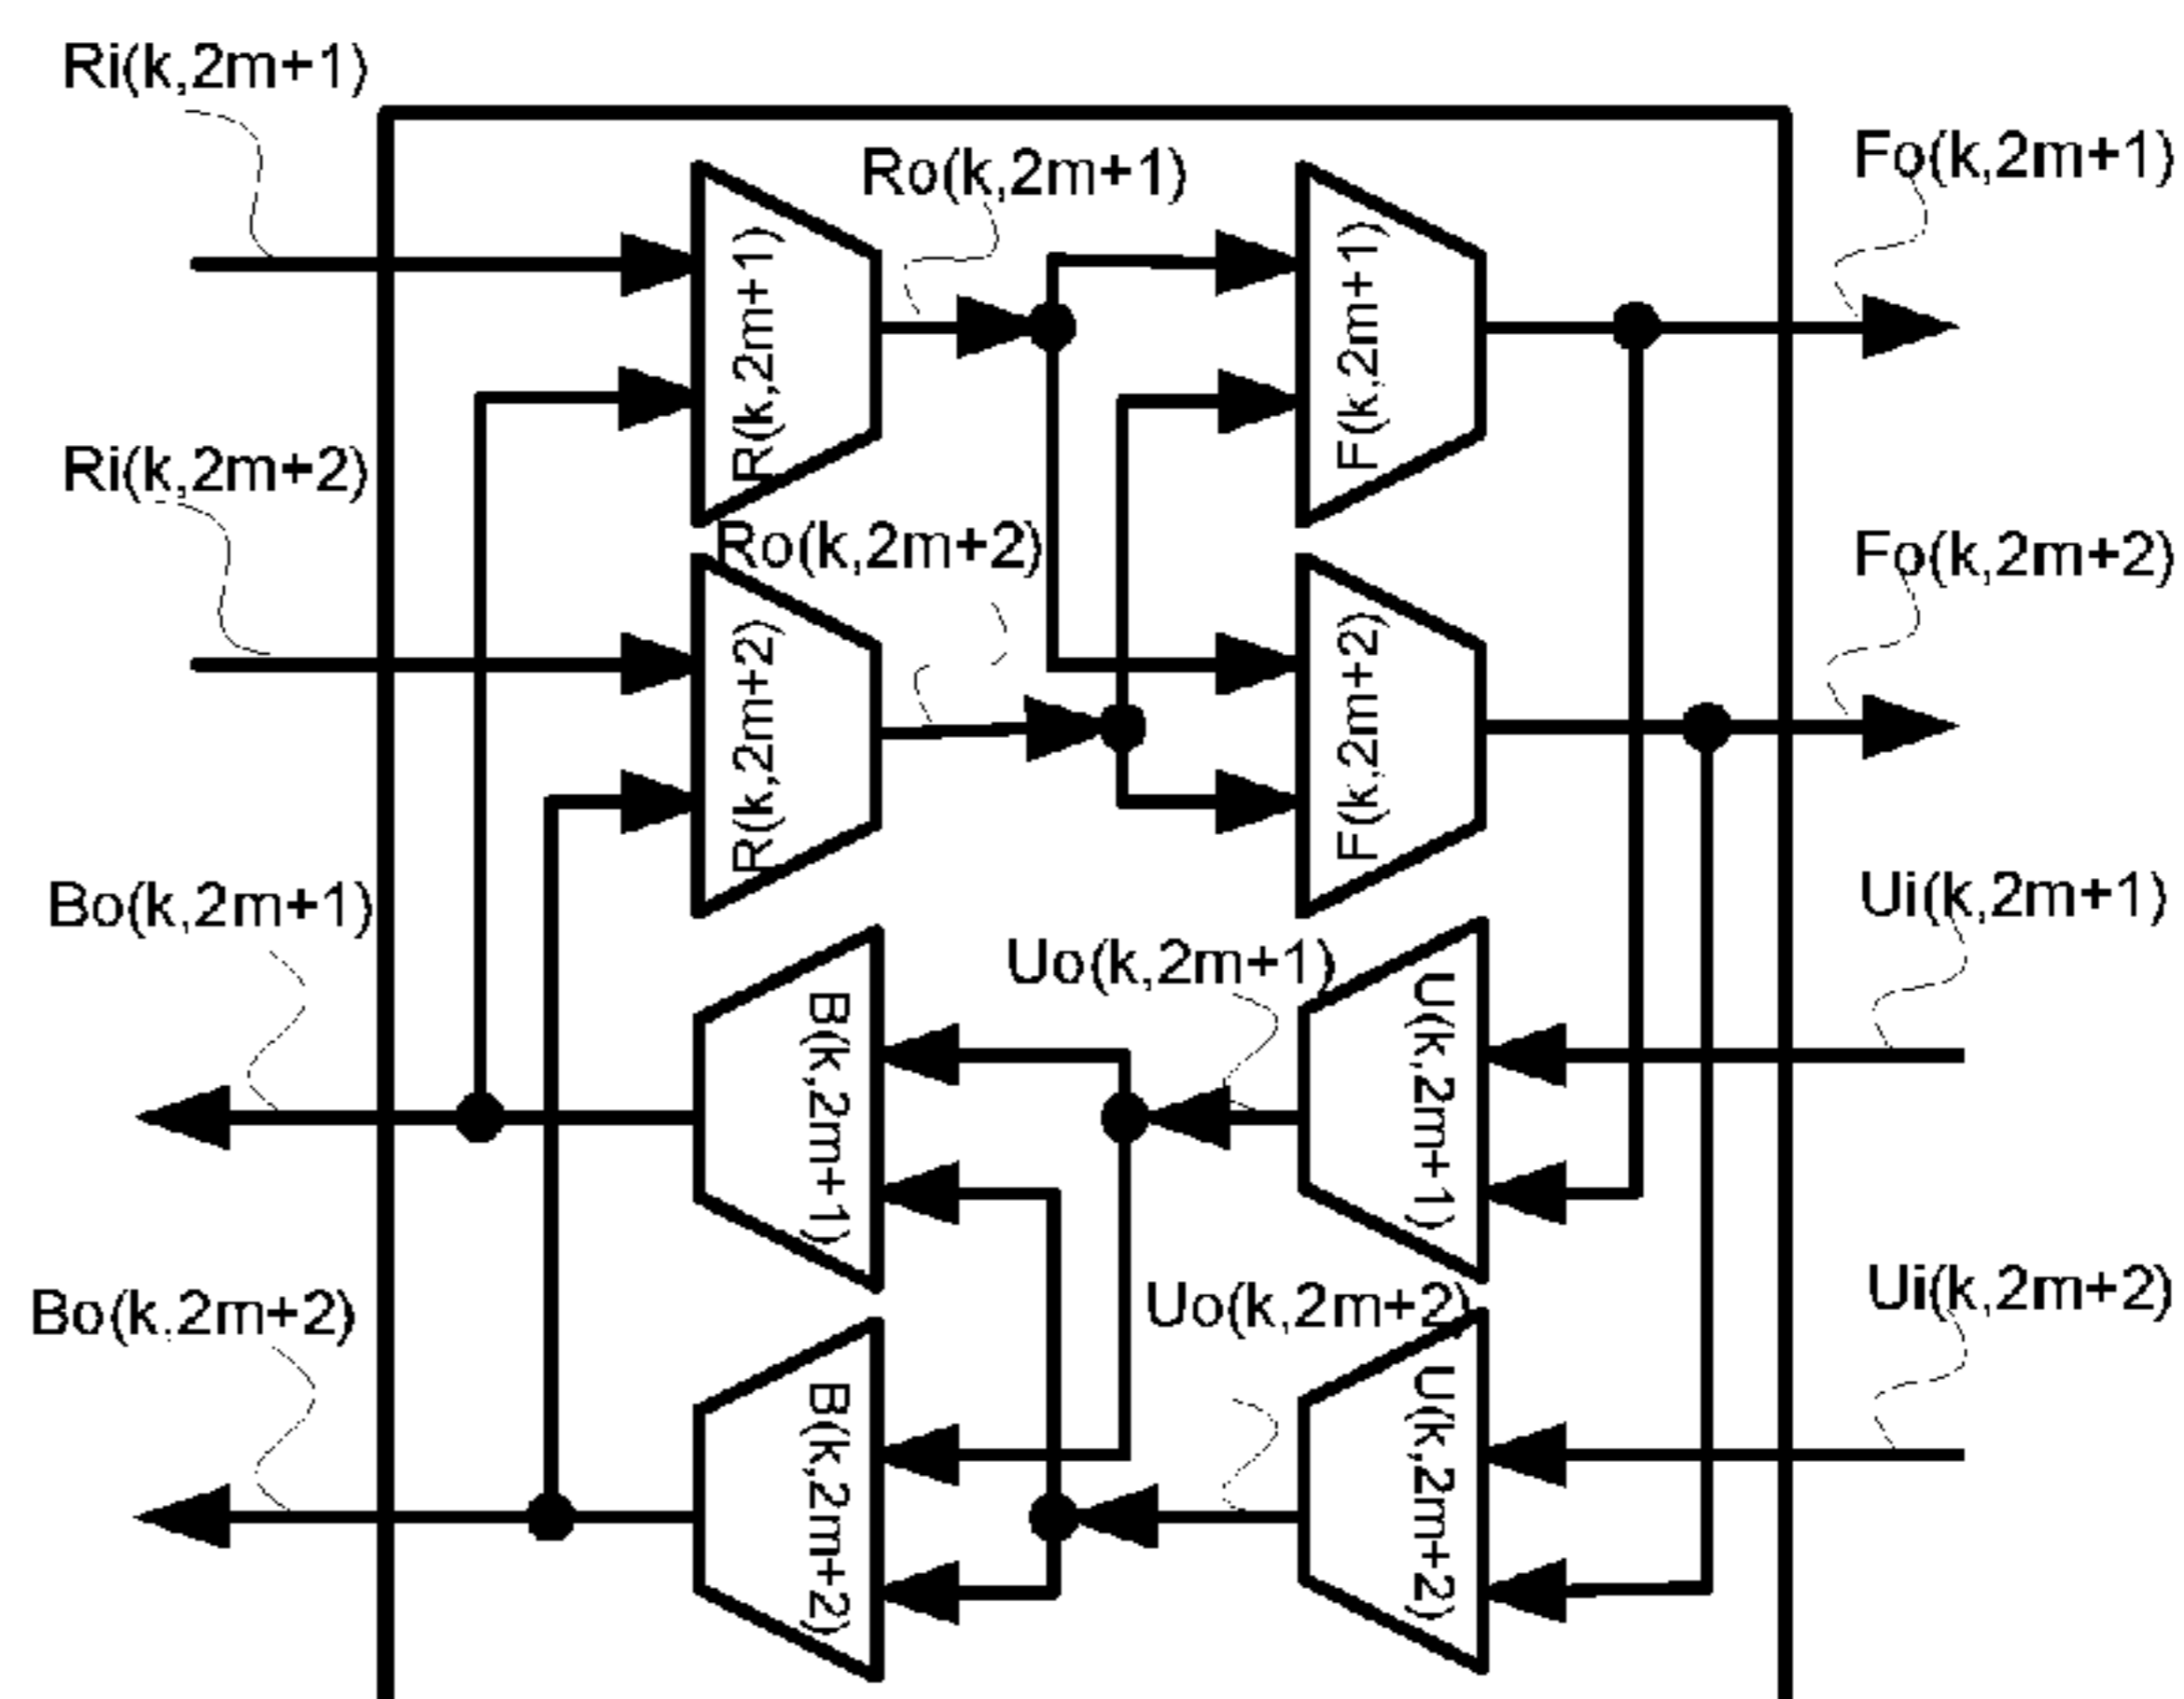 Ri(k,2m+1)
Ro(k,2m+1)
Fo(k,2m+1)
R(k,2m+1)
F(k,2m+1)
Ri(k,2m+2)
Ro(k,2m+2)
Fo(k,2m+2)
R(k,2m+2)
F(k,2m+2)
Bo(k,2m+1)
Uo(k,2m+1)
Ui(k,2m+1)
B(k,2m+1)
U(k,2m+1)
Bo(k.2m+2)
Uo(k,2m+2)
Ui(k,2m+2)
B(k,2m+2)
U(k,2m+2)